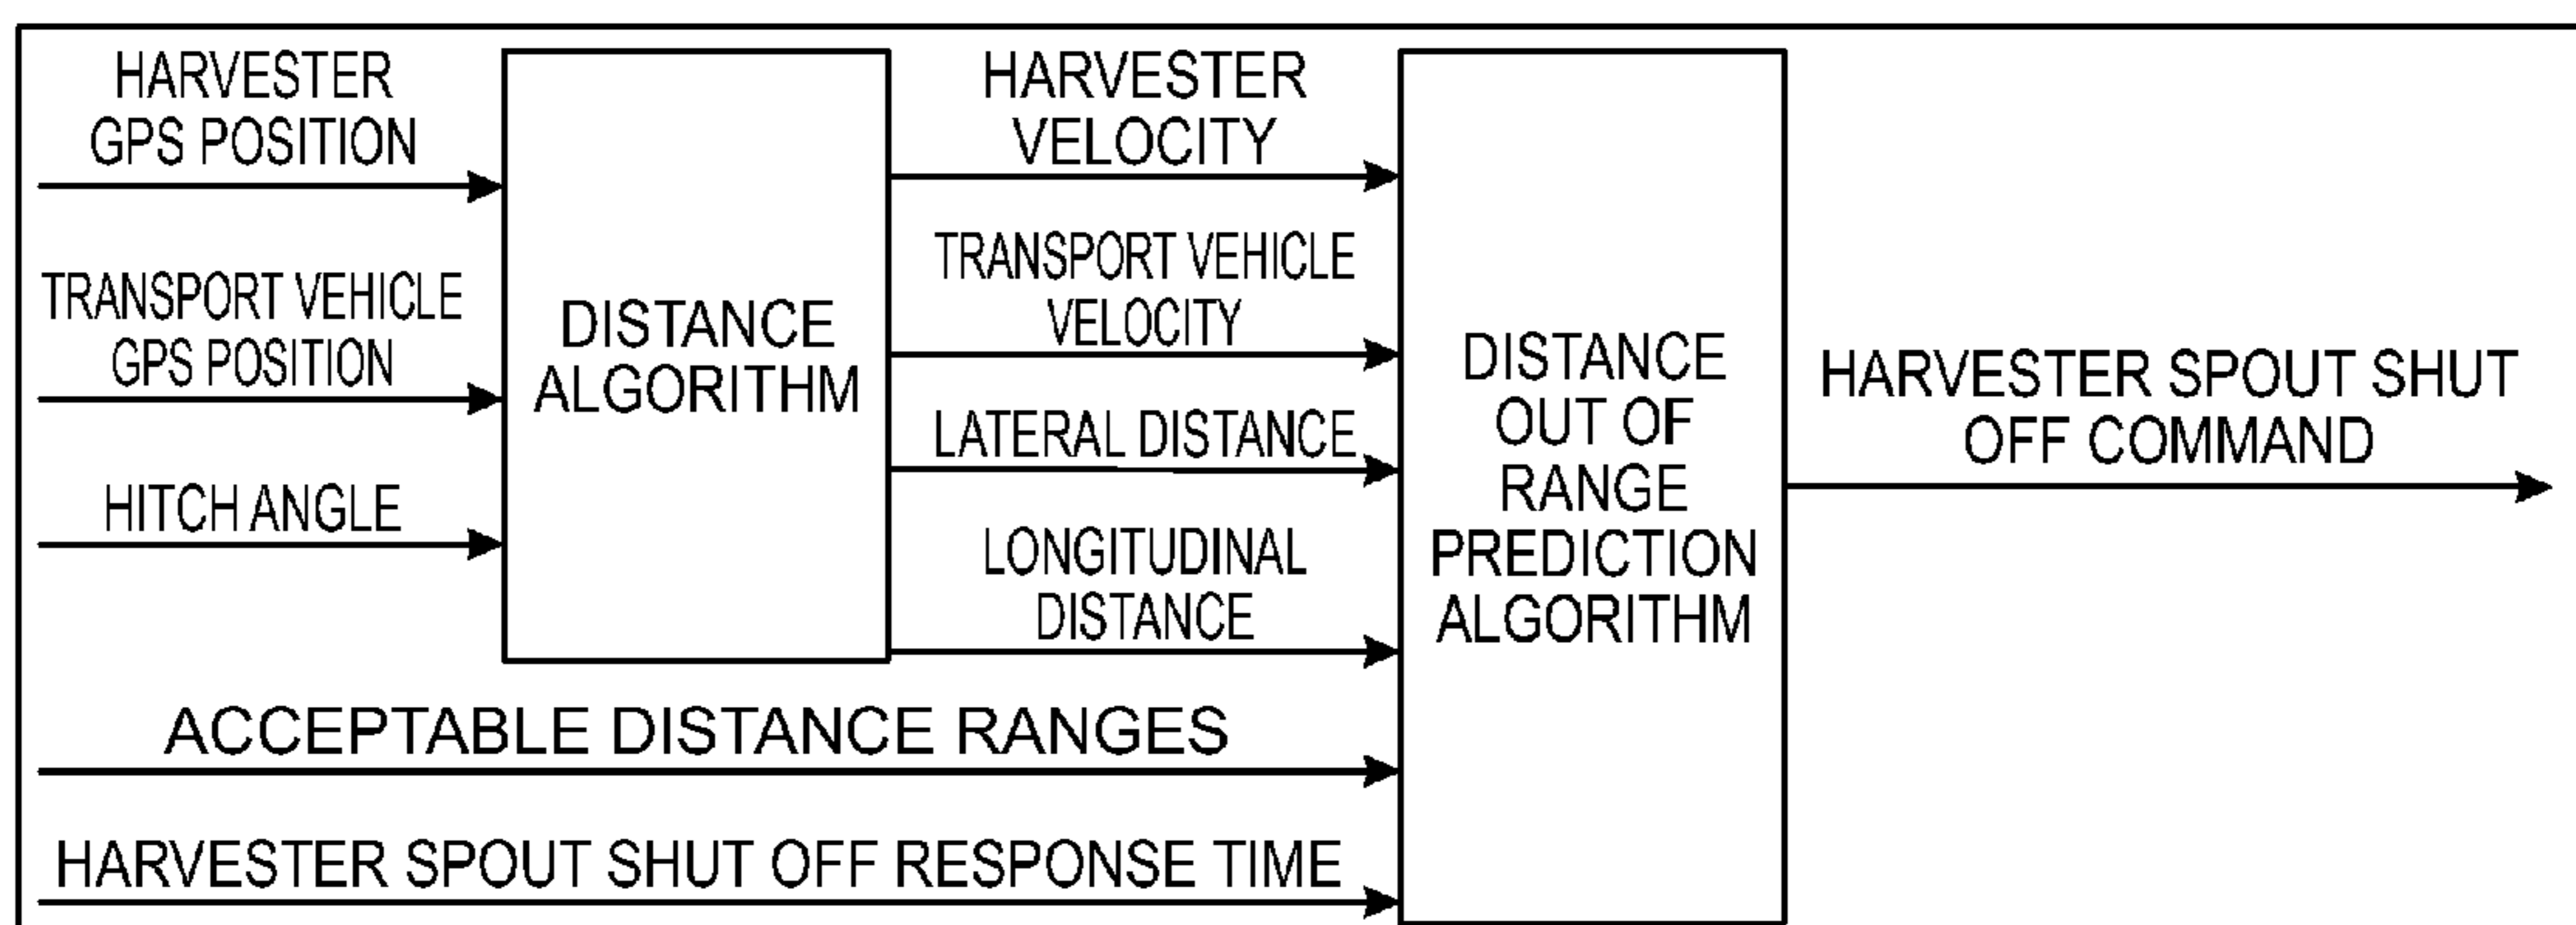 HARVESTER
GPS POSITION
TRANSPORT VEHICLE
GPS POSITION
HITCH ANGLE
DISTANCE
ALGORITHM
HARVESTER
VELOCITY
TRANSPORT VEHICLE
VELOCITY
LATERAL DISTANCE
LONGITUDINAL
DISTANCE
ACCEPTABLE DISTANCE RANGES
HARVESTER SPOUT SHUT OFF RESPONSE TIME
DISTANCE
OUT OF
RANGE
PREDICTION
ALGORITHM
HARVESTER SPOUT SHUT
OFF COMMAND